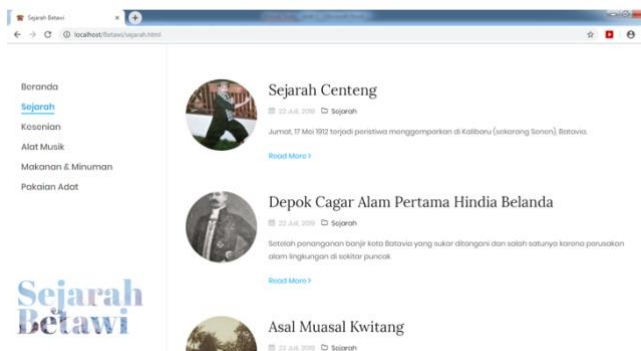 Sejarah Betawi
localhost/Betawi/sejarah.html
Beranda
Sejarah
Kesenian
Alat Musik
Makanan & Minuman
Pakaian Adat
Sejarah
Betawi
Sejarah Centeng
22 Juli, 2019 Sejarah
Jumat, 17 Mei 1912 terjadi peristiwa menggemparkan di Kalibaru (sekarang Senen), Batavia.
Read More >
Depok Cagar Alam Pertama Hindia Belanda
22 Juli, 2019 Sejarah
Setelah penanganan banjir kota Batavia yang sukar ditangani dan salah satunya karena perusakan
alam lingkungan di sekitar puncak
Read More >
Asal Muasal Kwitang
22 Juli, 2019 Sejarah